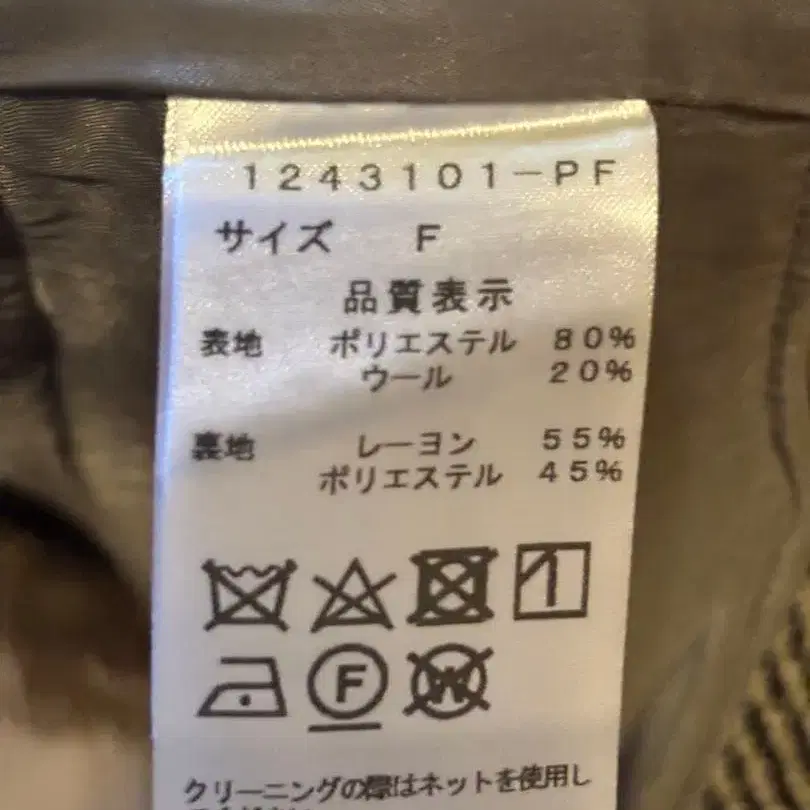 1243101-PF
サイズ F
品質表示
表地 ポリエステル 80%
ウール 20%
裏地 レーヨン 55%
ポリエステル 45%
F
W
クリーニングの際はネットを使用し